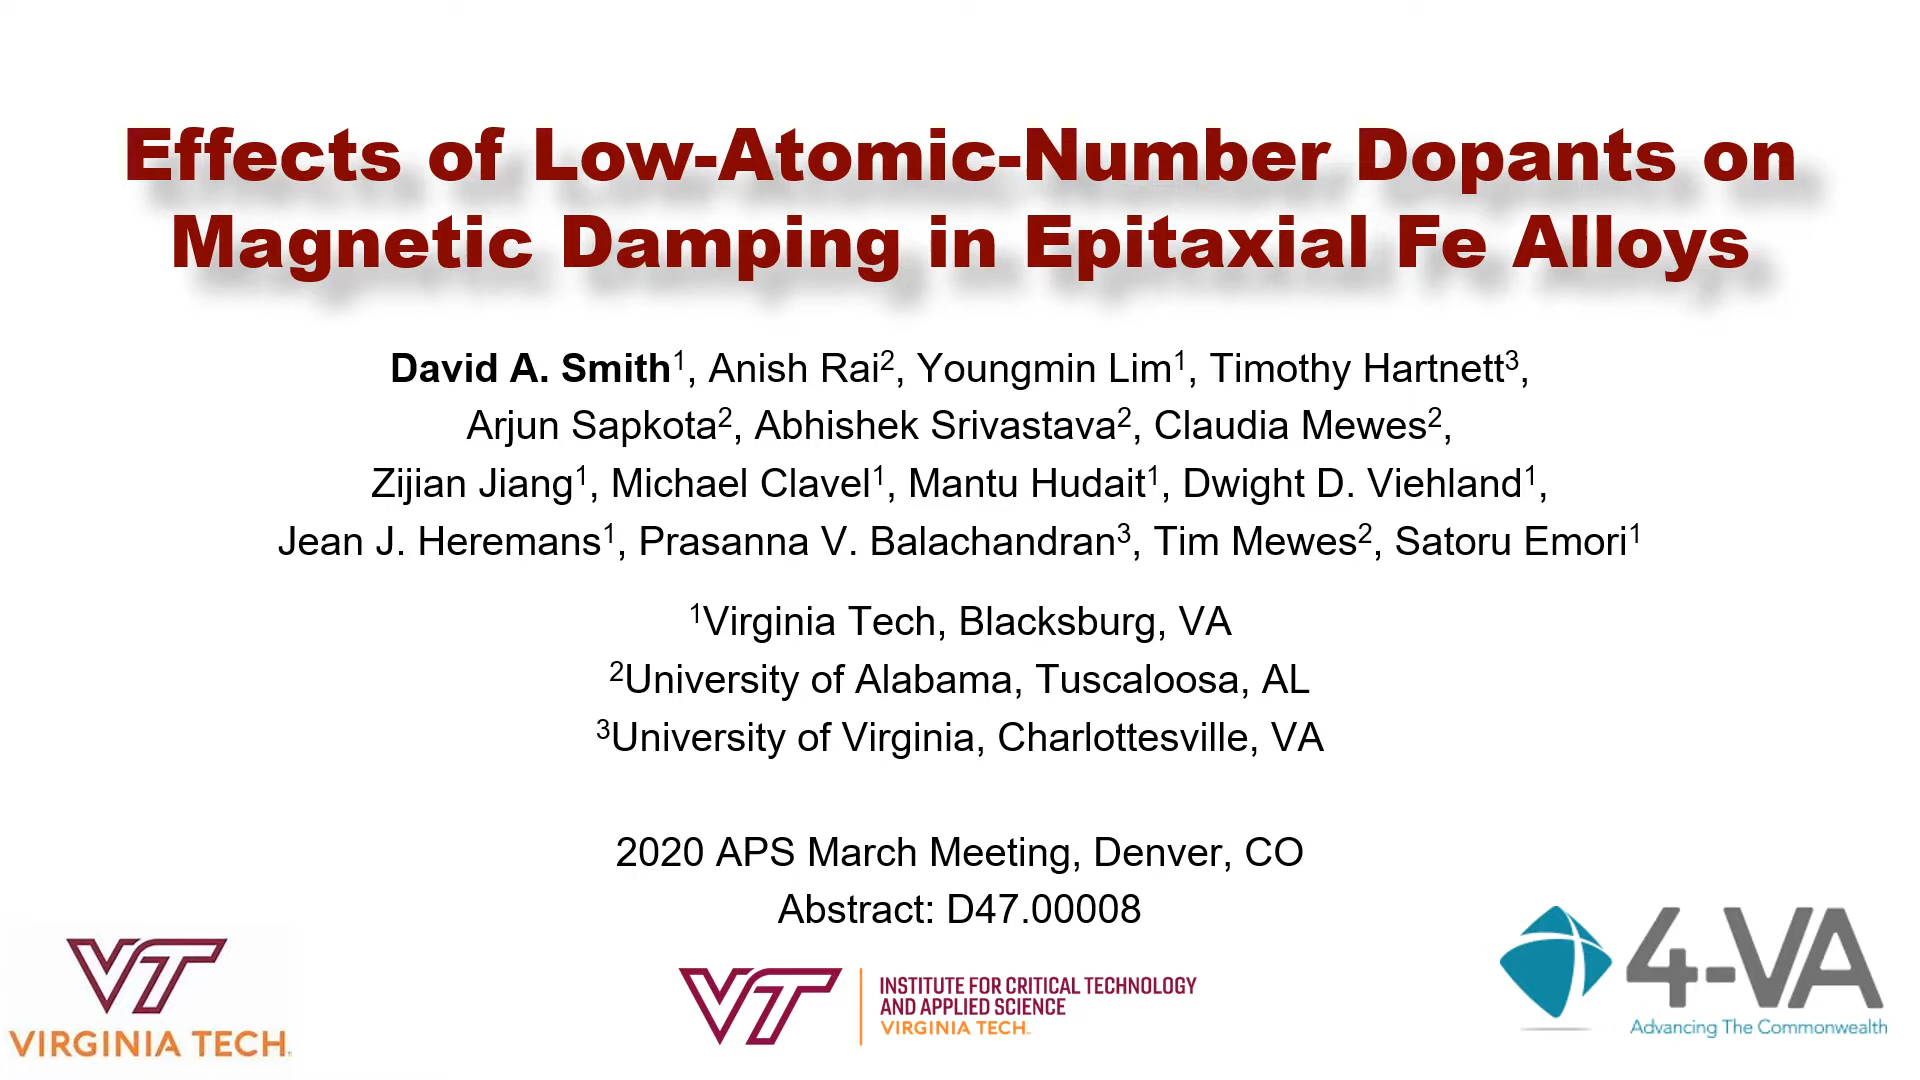 Effects of Low-Atomic-Number Dopants on
Magnetic Damping in Epitaxial Fe Alloys
David A. Smith¹, Anish Rai², Youngmin Lim¹, Timothy Hartnett³,
Arjun Sapkota², Abhishek Srivastava², Claudia Mewes²,
Zijian Jiang¹, Michael Clavel¹, Mantu Hudait¹, Dwight D. Viehland¹,
Jean J. Heremans¹, Prasanna V. Balachandran³, Tim Mewes², Satoru Emori¹
¹Virginia Tech, Blacksburg, VA
²University of Alabama, Tuscaloosa, AL
³University of Virginia, Charlottesville, VA
2020 APS March Meeting, Denver, CO
Abstract: D47.00008
VT
VIRGINIA TECH.
VT
INSTITUTE FOR CRITICAL TECHNOLOGY
AND APPLIED SCIENCE
VIRGINIA TECH.
4-VA
Advancing The Commonwealth